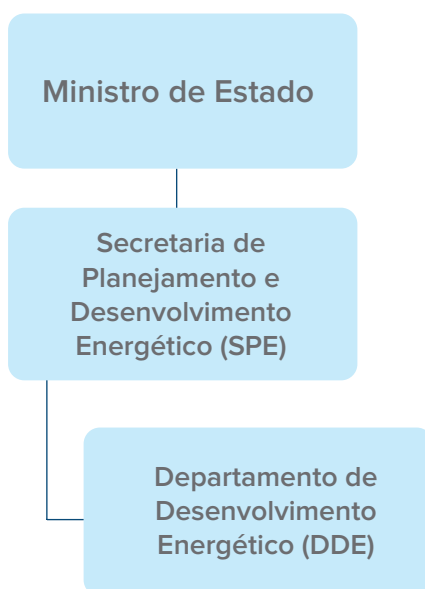 Ministro de Estado
Secretaria de
Planejamento e
Desenvolvimento
Energético (SPE)
Departamento de
Desenvolvimento
Energético (DDE)